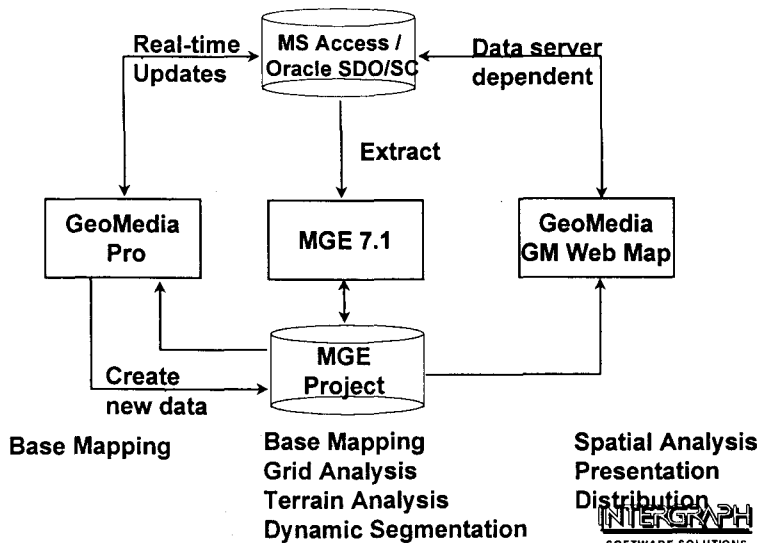 Real-time
Updates
MS Access /
Oracle SDO/SC
Data server
dependent
Extract
GeoMedia
Pro
MGE 7.1
GeoMedia
GM Web Map
MGE
Project
Create
new data
Base Mapping
Base Mapping
Grid Analysis
Terrain Analysis
Dynamic Segmentation
Spatial Analysis
Presentation
Distribution
INTERGRAPH
SOFTWARE SOLUTIONS